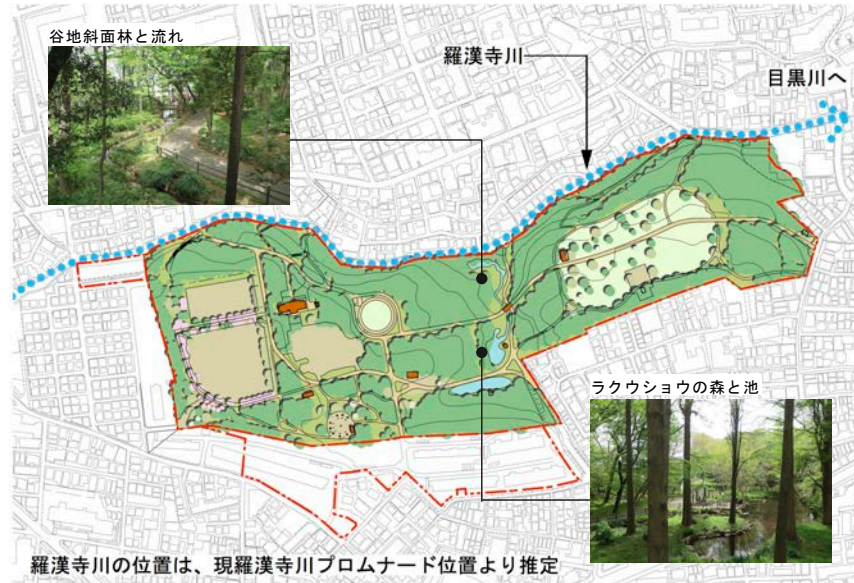 谷地斜面林と流れ
羅漢寺川
目黒川へ
ラクウショウの森と池
羅漢寺川の位置は、現羅漢寺川プロムナード位置より推定